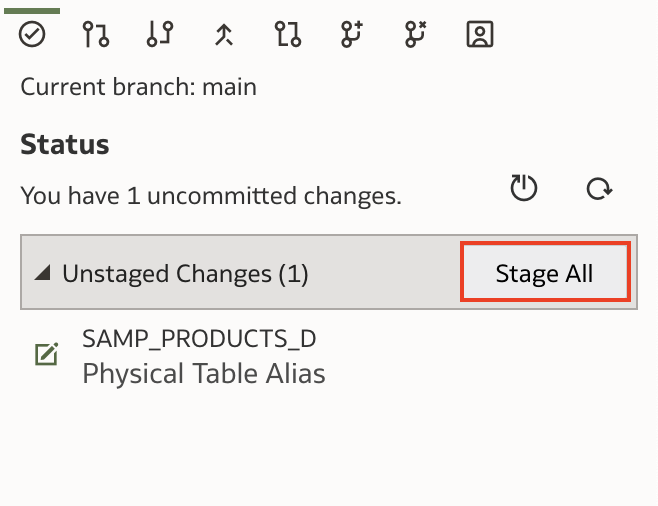 Current branch: main
Status
You have 1 uncommitted changes.
Unstaged Changes (1)
Stage All
SAMP_PRODUCTS_D
Physical Table Alias